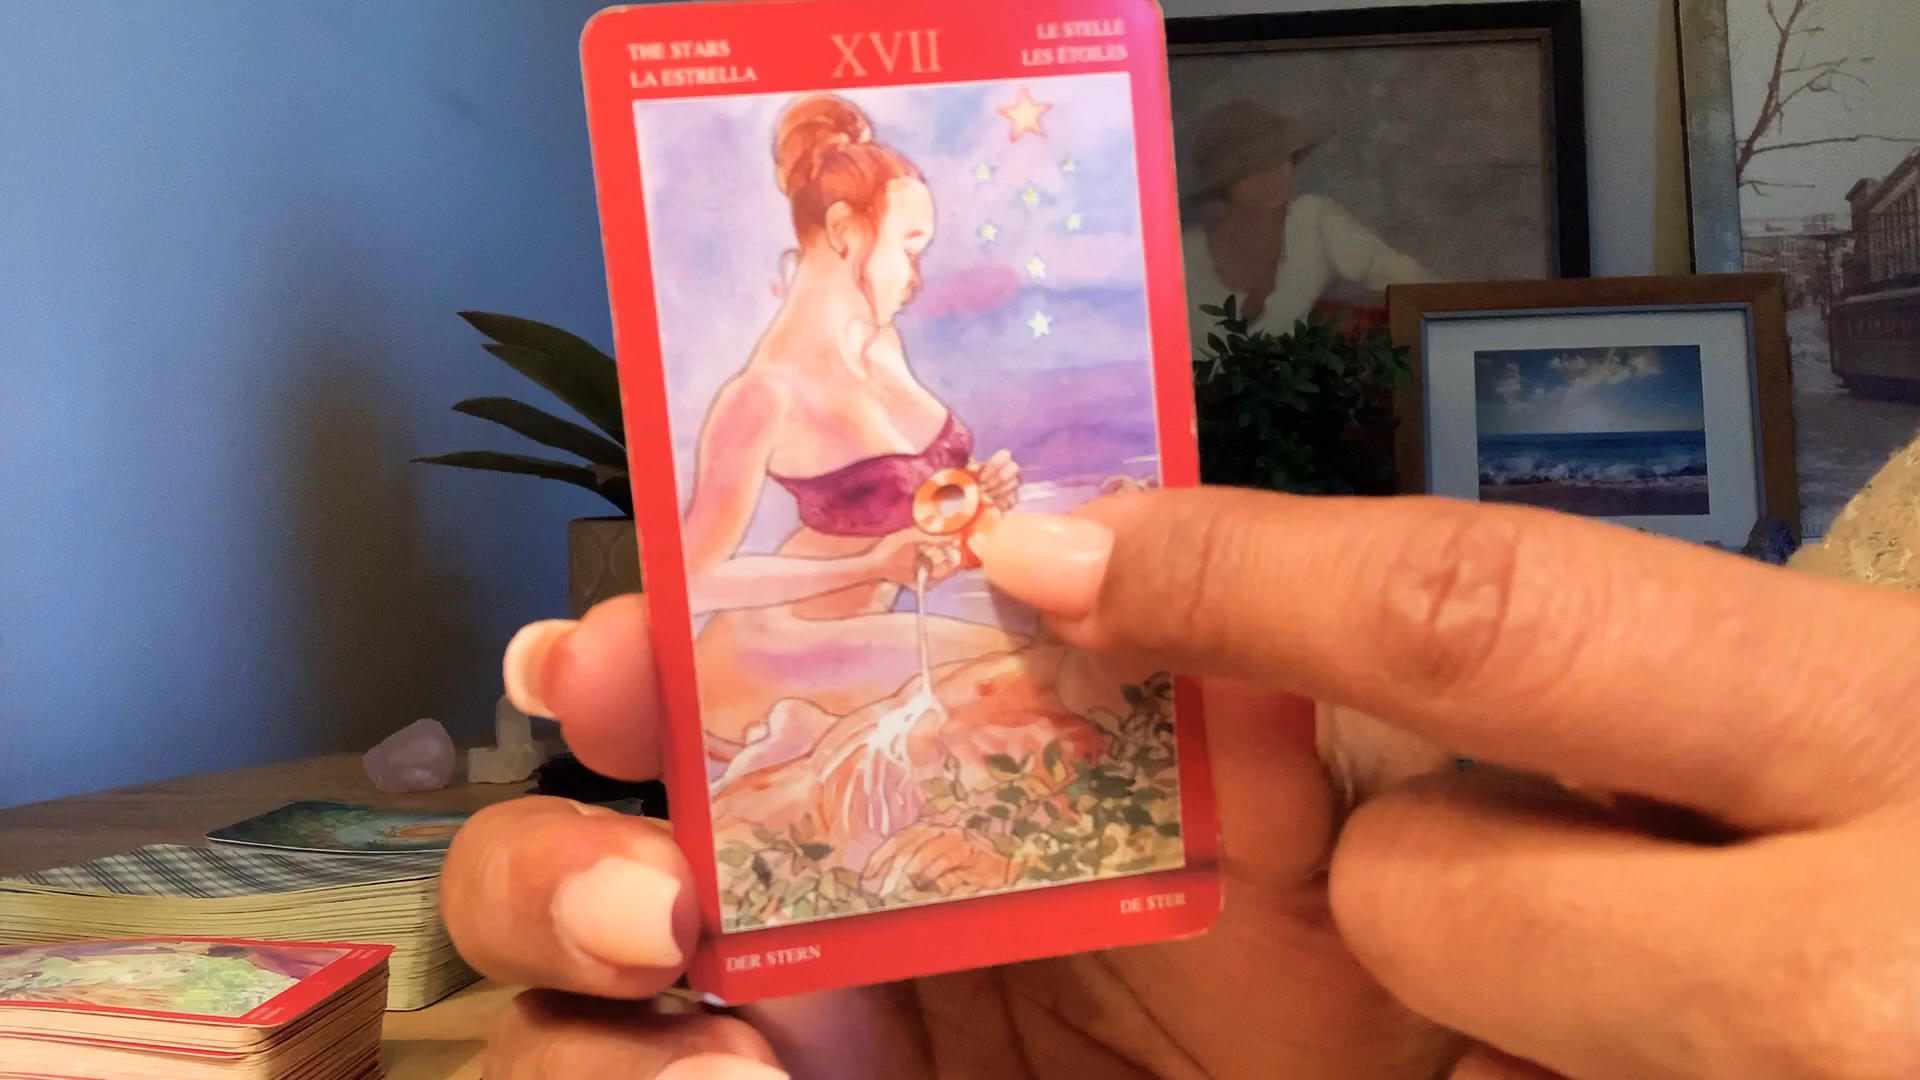 THE STARS
LA ESTRELLA
XVII
LE STELLE
LES ÉTOILES
DER STERN
DE STER